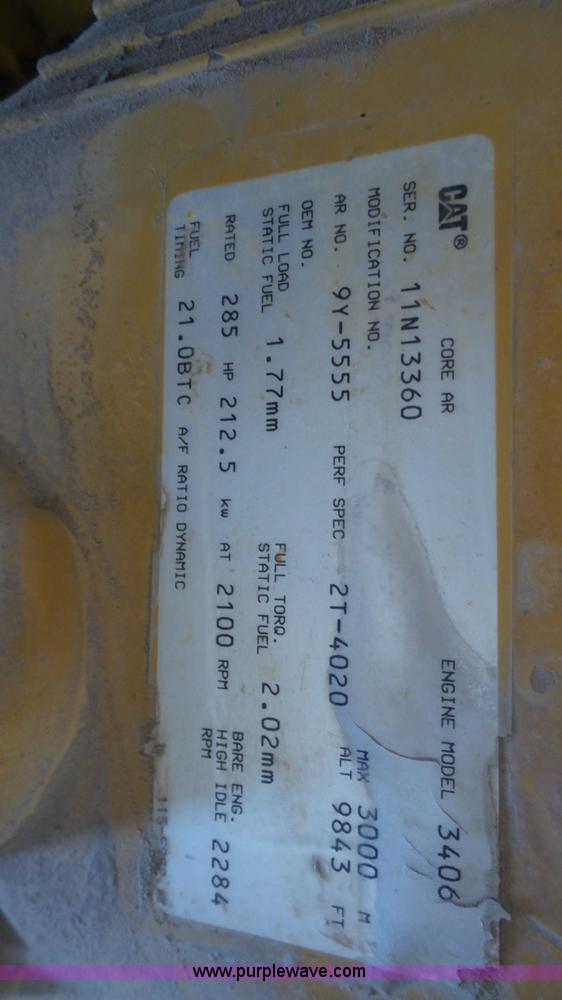 CAT® CORE AR ENGINE MODEL 3406
SER. NO. 11N13360
MODIFICATION NO.
AR NO. 9Y-5555 PERF SPEC 2T-4020 MAX ALT 3000 M 9843 FT
OEM NO.
FULL LOAD STATIC FUEL 1.77mm FULL TORQ. STATIC FUEL 2.02mm
RATED 285 HP 212.5 kw AT 2100 RPM BARE ENG. HIGH IDLE RPM 2284
FUEL TIMING 21.0BTC A/F RATIO DYNAMIC
www.purplewave.com